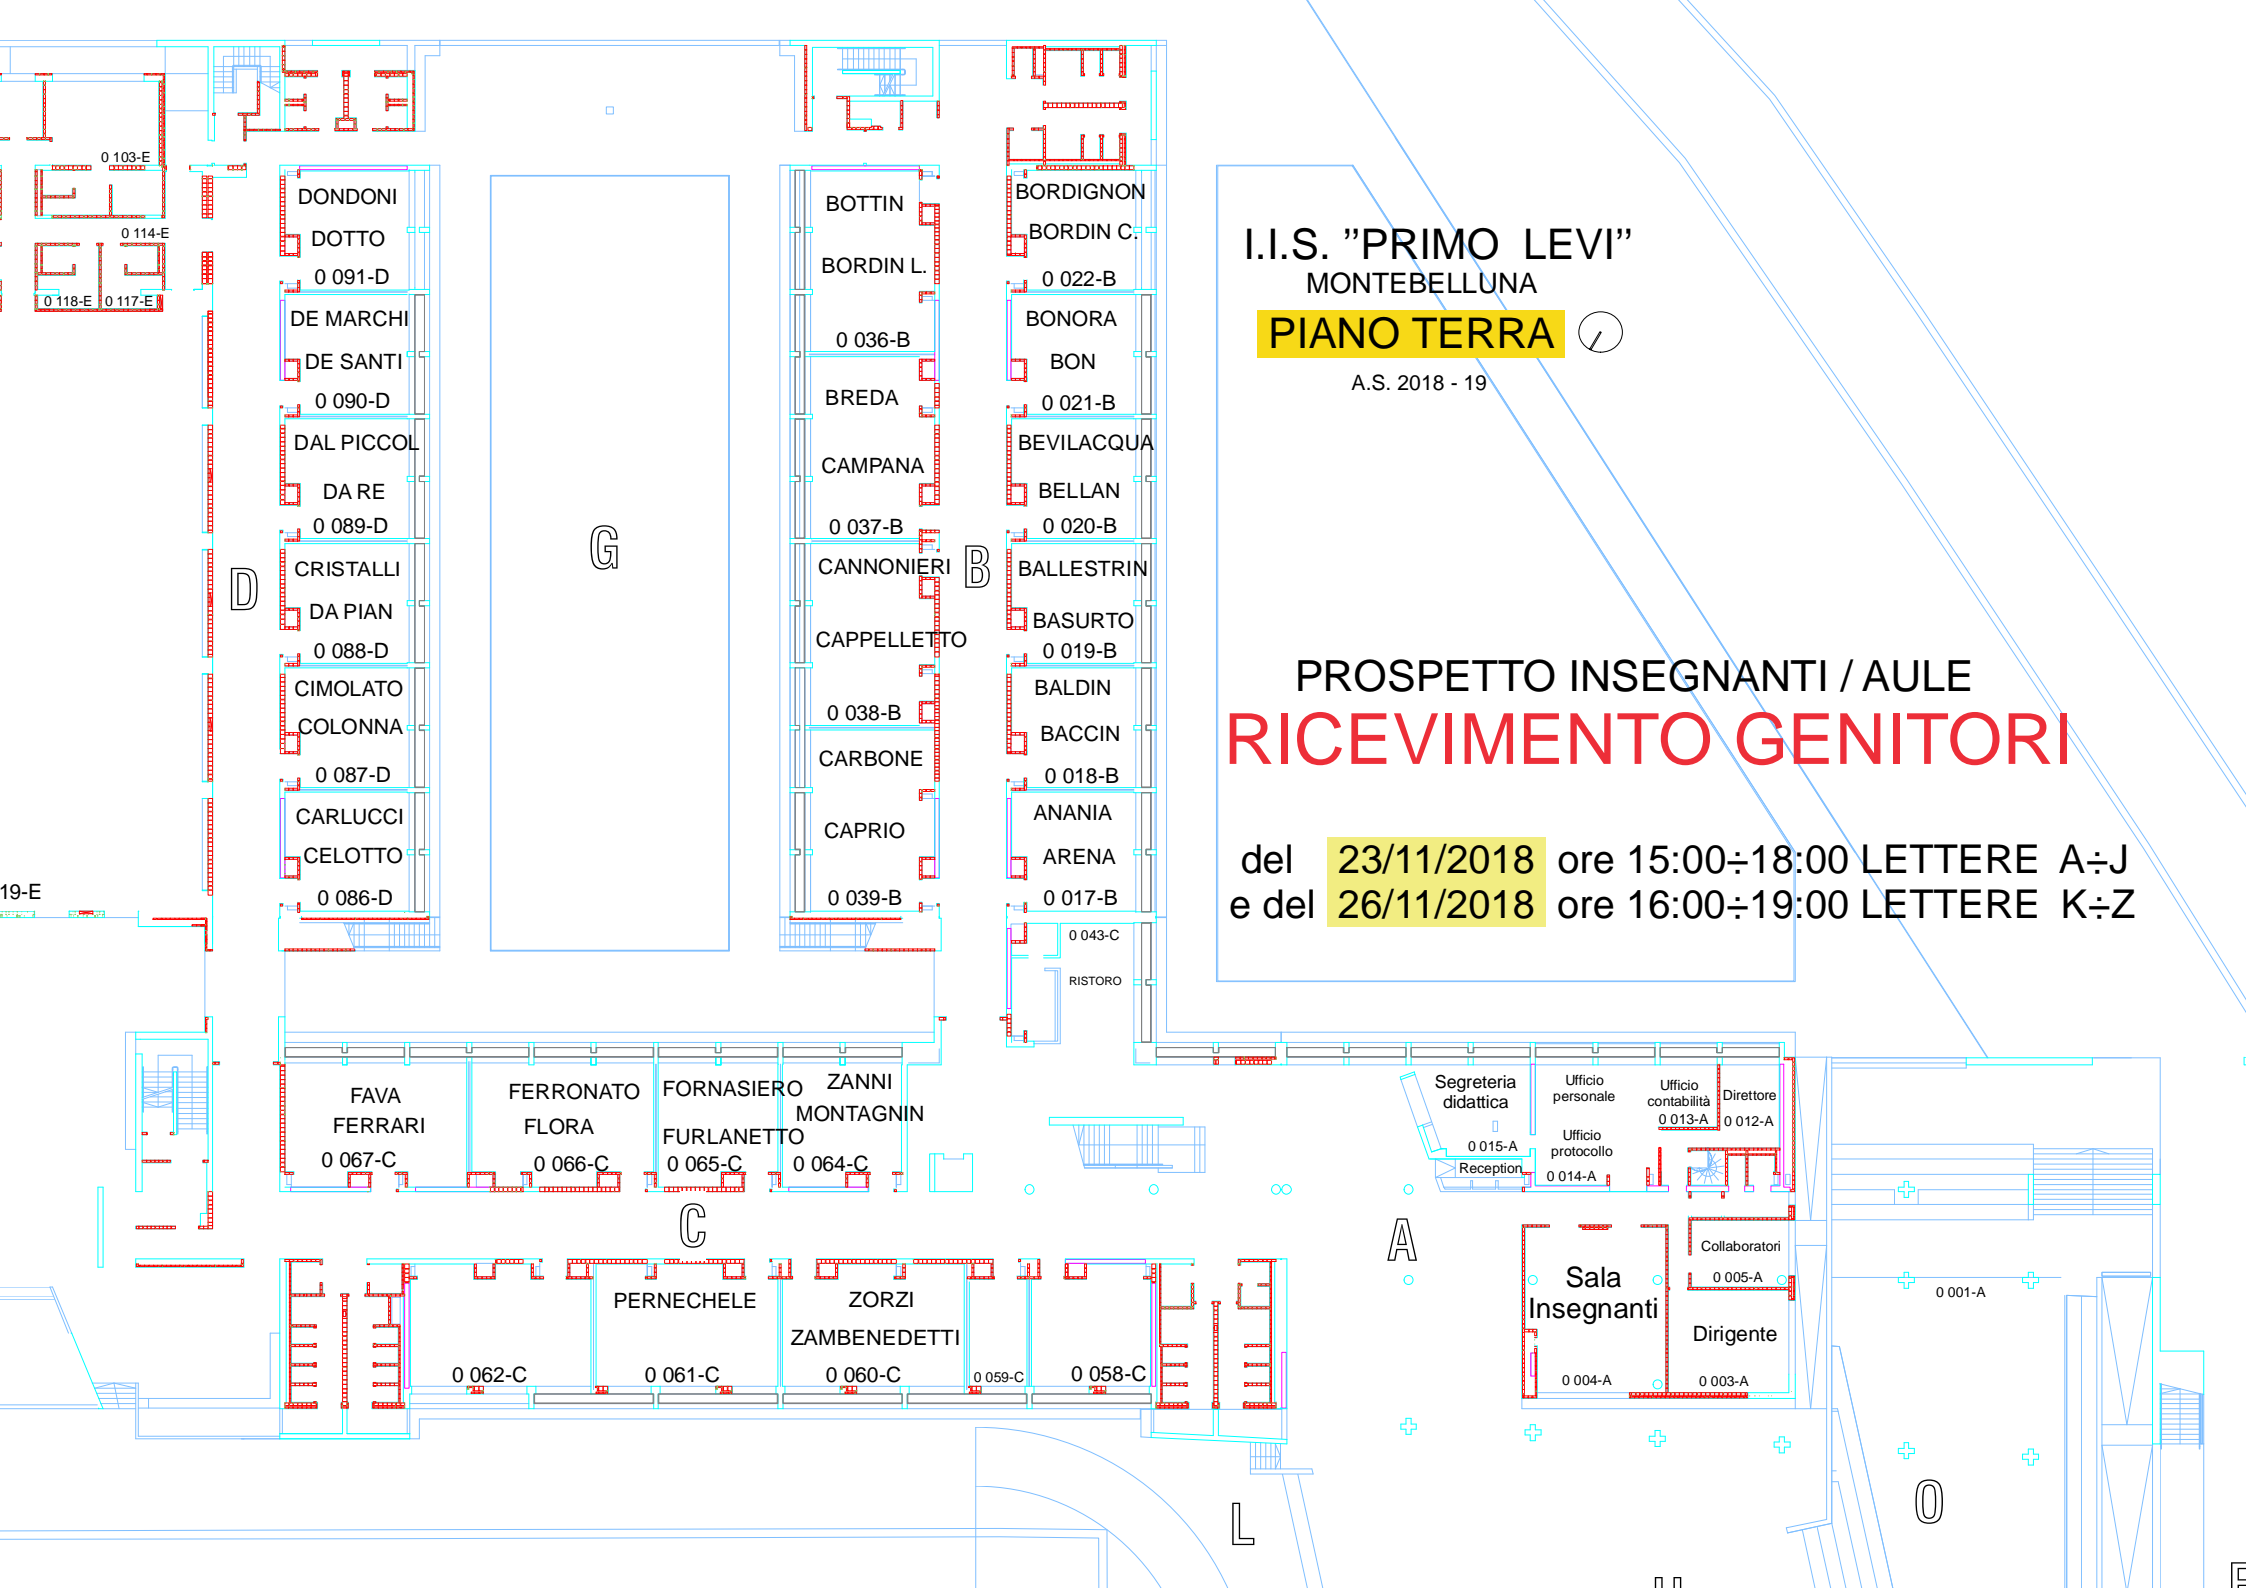 0 103-E
0 114-E
0 118-E
0 117-E
19-E
DONDONI
DOTTO
0 091-D
DE MARCHI
DE SANTI
0 090-D
DAL PICCOL
DA RE
0 089-D
CRISTALLI
DA PIAN
0 088-D
CIMOLATO
COLONNA
0 087-D
CARLUCCI
CELOTTO
0 086-D
D
G
BOTTIN
BORDIN L.
0 036-B
BREDA
CAMPANA
0 037-B
CANNONIERI
CAPPELLETTO
0 038-B
CARBONE
CAPRIO
0 039-B
B
BORDIGNON
BORDIN C.
0 022-B
BONORA
BON
0 021-B
BEVILACQUA
BELLAN
0 020-B
BALLESTRIN
BASURTO
0 019-B
BALDIN
BACCIN
0 018-B
ANANIA
ARENA
0 017-B
0 043-C
RISTORO
I.I.S. "PRIMO LEVI"
MONTEBELLUNA
PIANO TERRA
A.S. 2018 - 19
PROSPETTO INSEGNANTI / AULE
RICEVIMENTO GENITORI
del 23/11/2018 ore 15:00÷18:00 LETTERE A÷J
e del 26/11/2018 ore 16:00÷19:00 LETTERE K÷Z
FAVA
FERRARI
0 067-C
FERRONATO
FLORA
0 066-C
FORNASIERO
FURLANETTO
0 065-C
ZANNI
MONTAGNIN
0 064-C
C
0 062-C
PERNECHELE
0 061-C
ZORZI
ZAMBENEDETTI
0 060-C
0 059-C
0 058-C
Segreteria
didattica
0 015-A
Reception
Ufficio
personale
Ufficio
protocollo
0 014-A
Ufficio
contabilità
0 013-A
Direttore
0 012-A
A
Sala
Insegnanti
0 004-A
Collaboratori
0 005-A
Dirigente
0 003-A
0 001-A
L
O